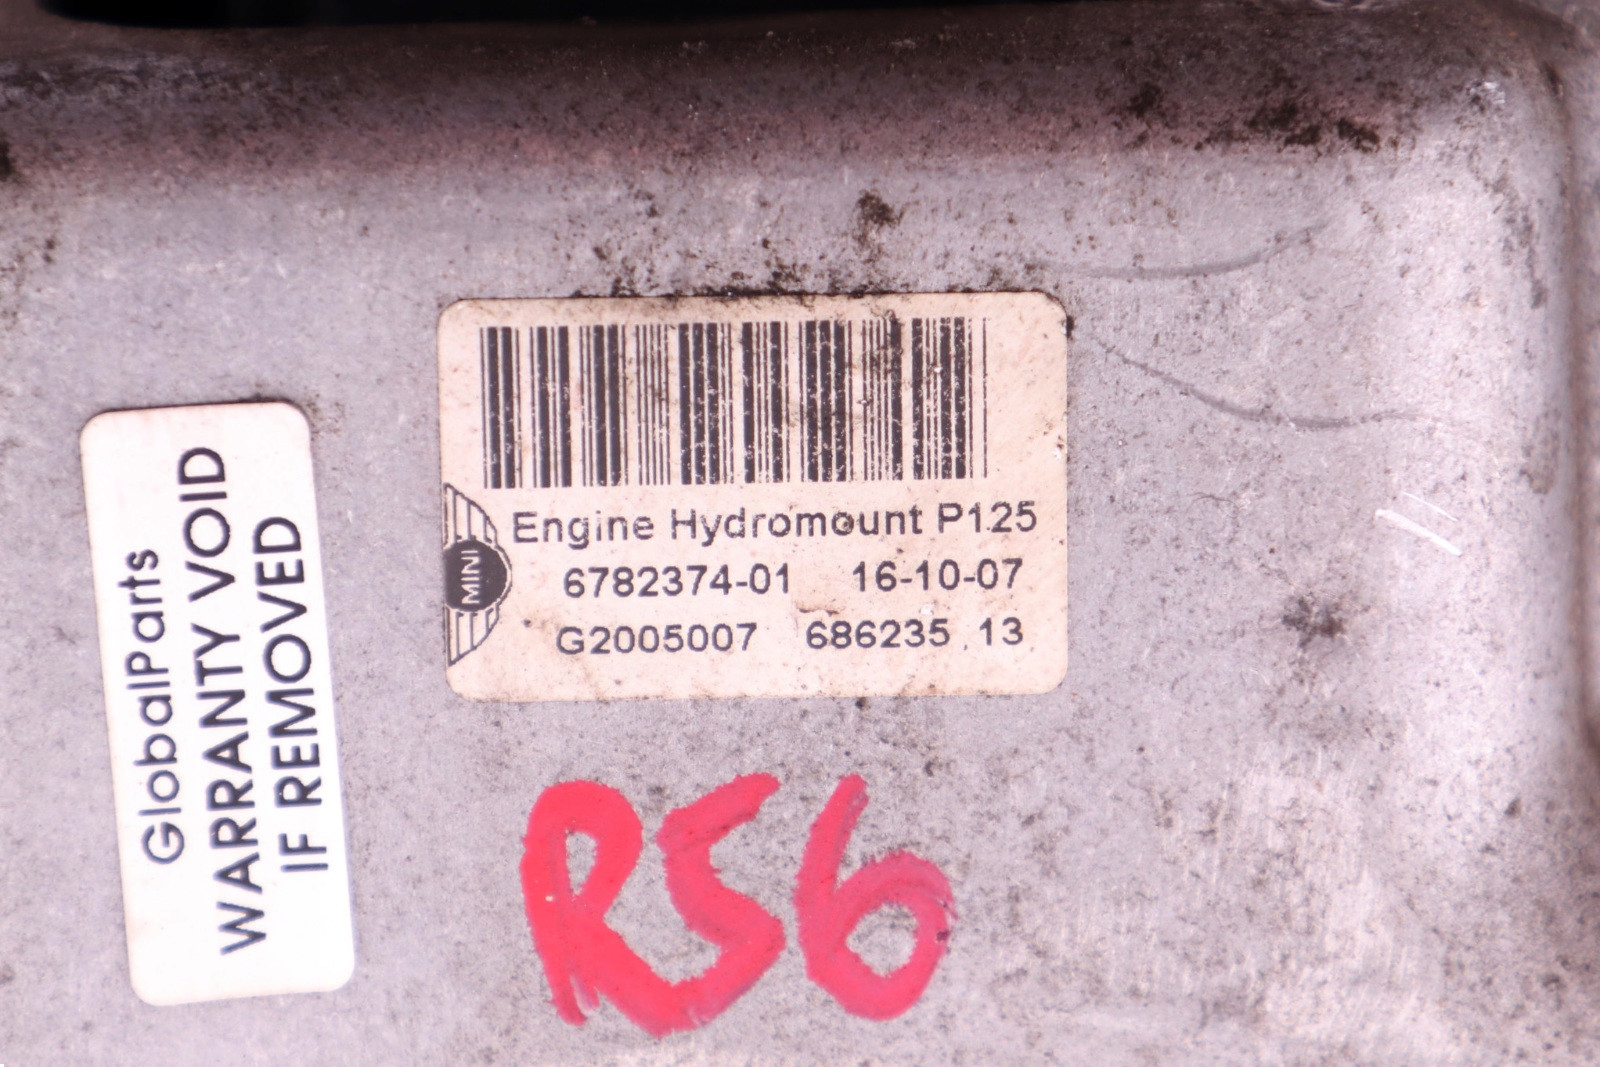 GlobalParts
WARRANTY VOID
IF REMOVED
MINI
Engine Hydromount P125
6782374-01 16-10-07
G2005007 686235 13
R56